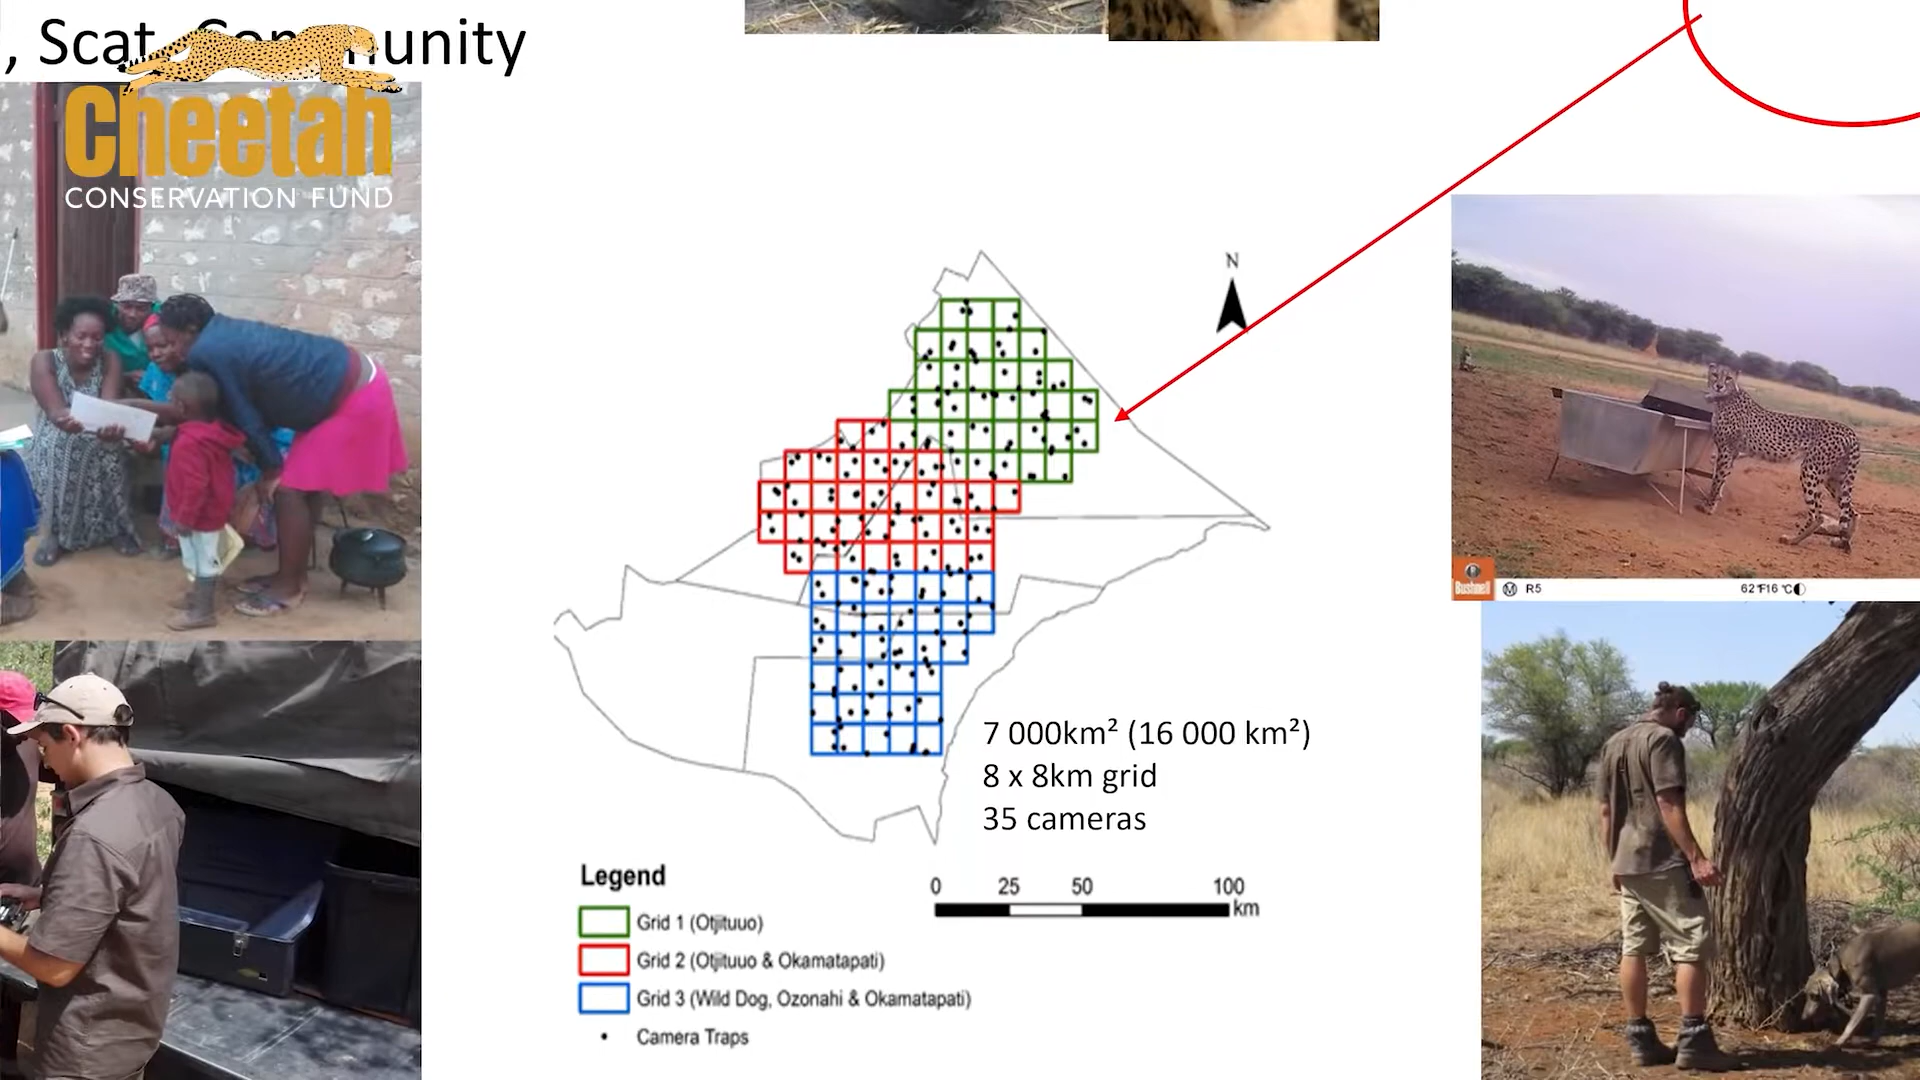 , Scat, Community
Cheetah
CONSERVATION FUND
N
Bushnell
R5
62°F16°C
7 000km² (16 000 km²)
8 x 8km grid
35 cameras
Legend
0 25 50 100
km
Grid 1 (Otjituuo)
Grid 2 (Otjituuo & Okamatapati)
Grid 3 (Wild Dog, Ozonahi & Okamatapati)
Camera Traps